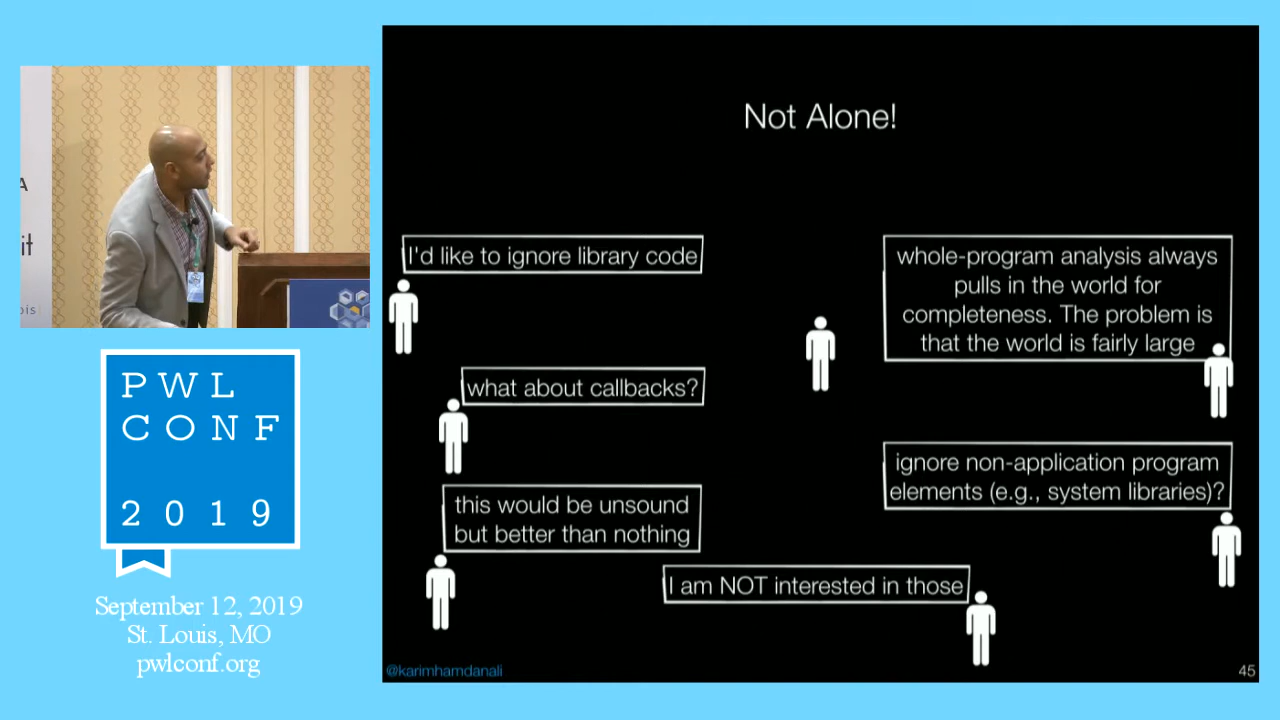 Not Alone!
I'd like to ignore library code
whole-program analysis always
pulls in the world for
completeness. The problem is
that the world is fairly large
what about callbacks?
ignore non-application program
elements (e.g., system libraries)?
this would be unsound
but better than nothing
I am NOT interested in those
@karimhamdanali
45
A
it
ois
PWL
CONF
2019
September 12, 2019
St. Louis, MO
pwlconf.org